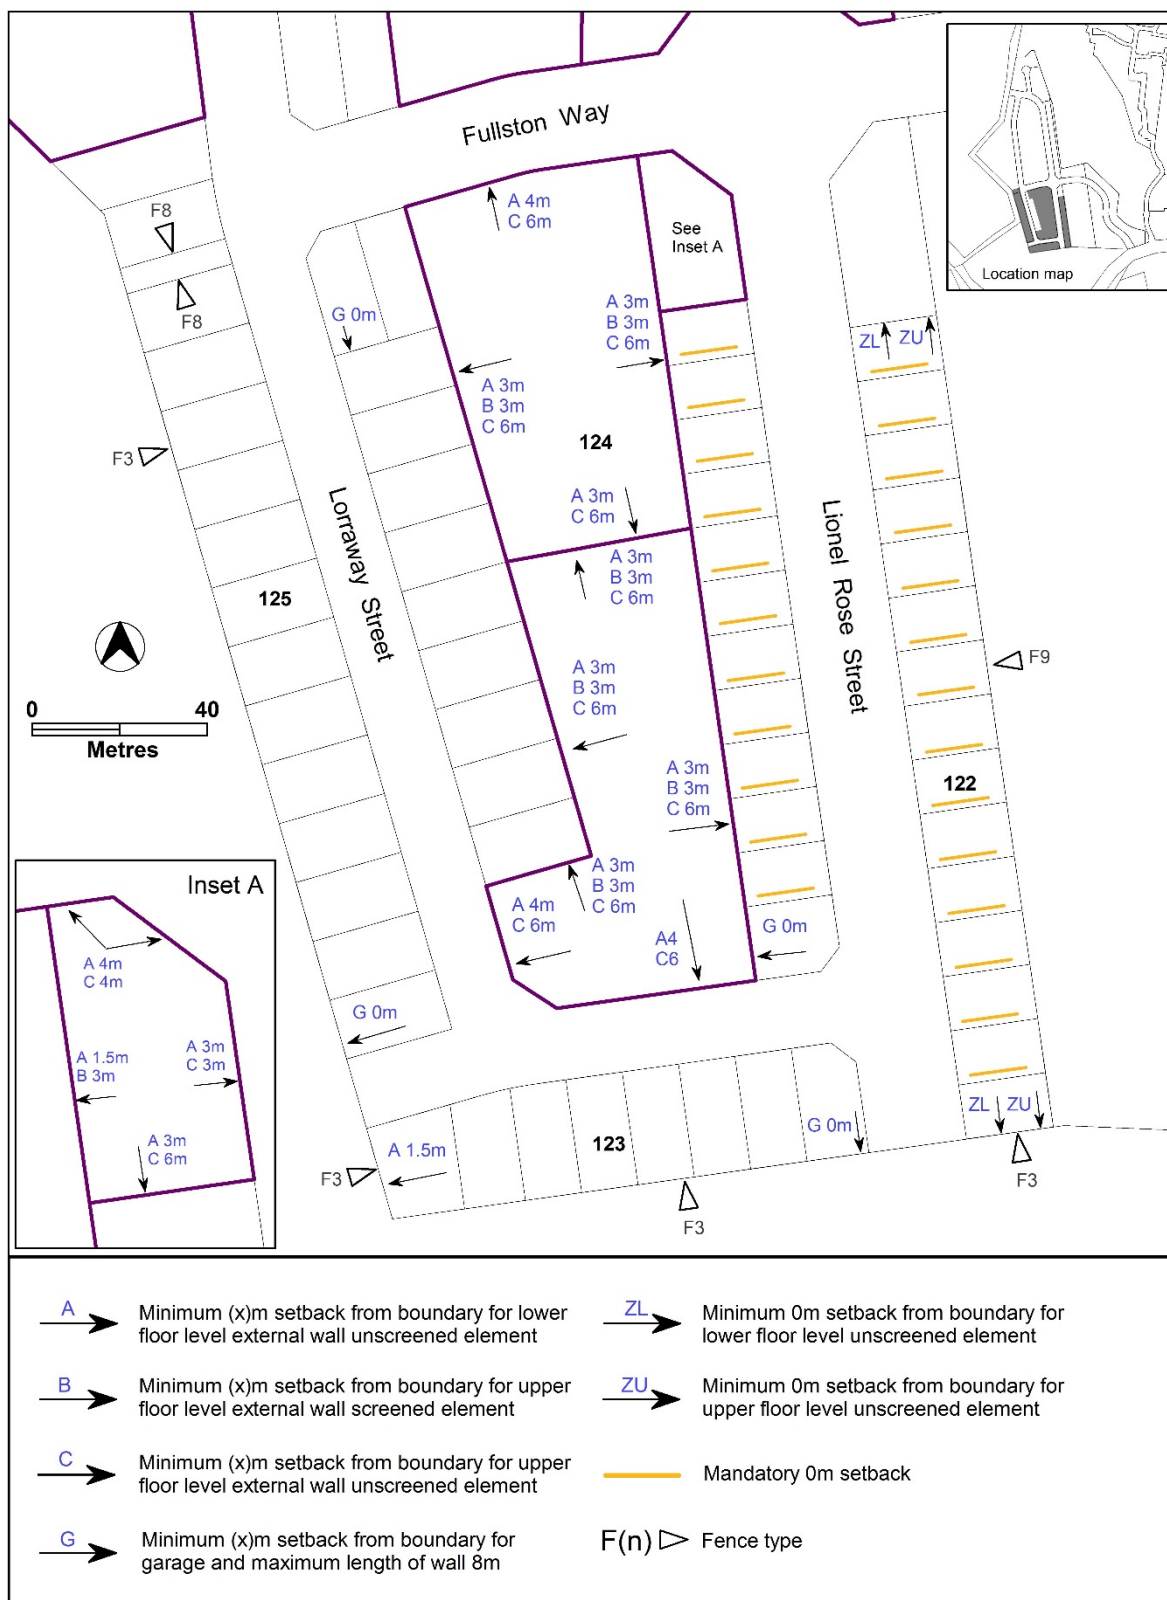 Fullston Way
Location map
F8
F8
A 4m
C 6m
See
Inset A
G 0m
A 3m
B 3m
C 6m
ZL
ZU
A 3m
B 3m
C 6m
124
F3
A 3m
C 6m
Lorraway Street
Lionel Rose Street
A 3m
B 3m
C 6m
125
F9
A 3m
B 3m
C 6m
0
40
Metres
A 3m
B 3m
C 6m
122
Inset A
A 3m
B 3m
C 6m
A 4m
C 6m
A4
C6
G 0m
A 4m
C 4m
G 0m
A 1.5m
B 3m
A 3m
C 3m
A 3m
C 6m
ZL
ZU
G 0m
123
A 1.5m
F3
F3
F3
A
Minimum (x)m setback from boundary for lower
floor level external wall unscreened element
B
Minimum (x)m setback from boundary for upper
floor level external wall screened element
C
Minimum (x)m setback from boundary for upper
floor level external wall unscreened element
G
Minimum (x)m setback from boundary for
garage and maximum length of wall 8m
ZL
Minimum 0m setback from boundary for
lower floor level unscreened element
ZU
Minimum 0m setback from boundary for
upper floor level unscreened element
Mandatory 0m setback
F(n)
Fence type